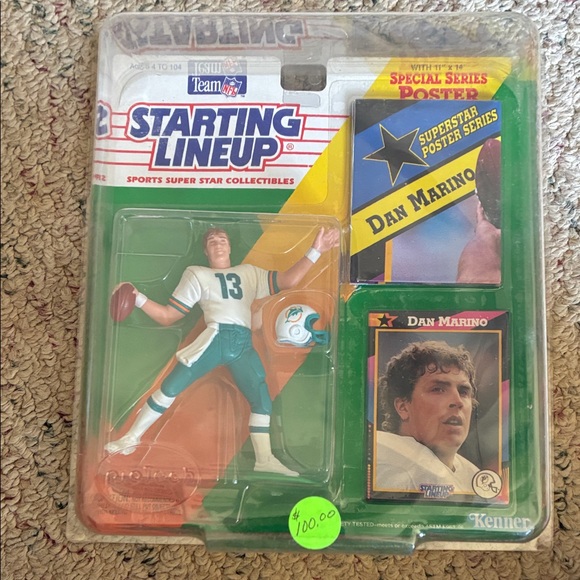 AGES 4 TO 104
Team NFL
STARTING
LINEUP®
SPORTS SUPER STAR COLLECTIBLES
WITH 11" x 14"
SPECIAL SERIES
POSTER
SUPERSTAR
POSTER SERIES
DAN MARINO
13
DAN MARINO
STARTING
LINEUP
$
100.00
Kenner